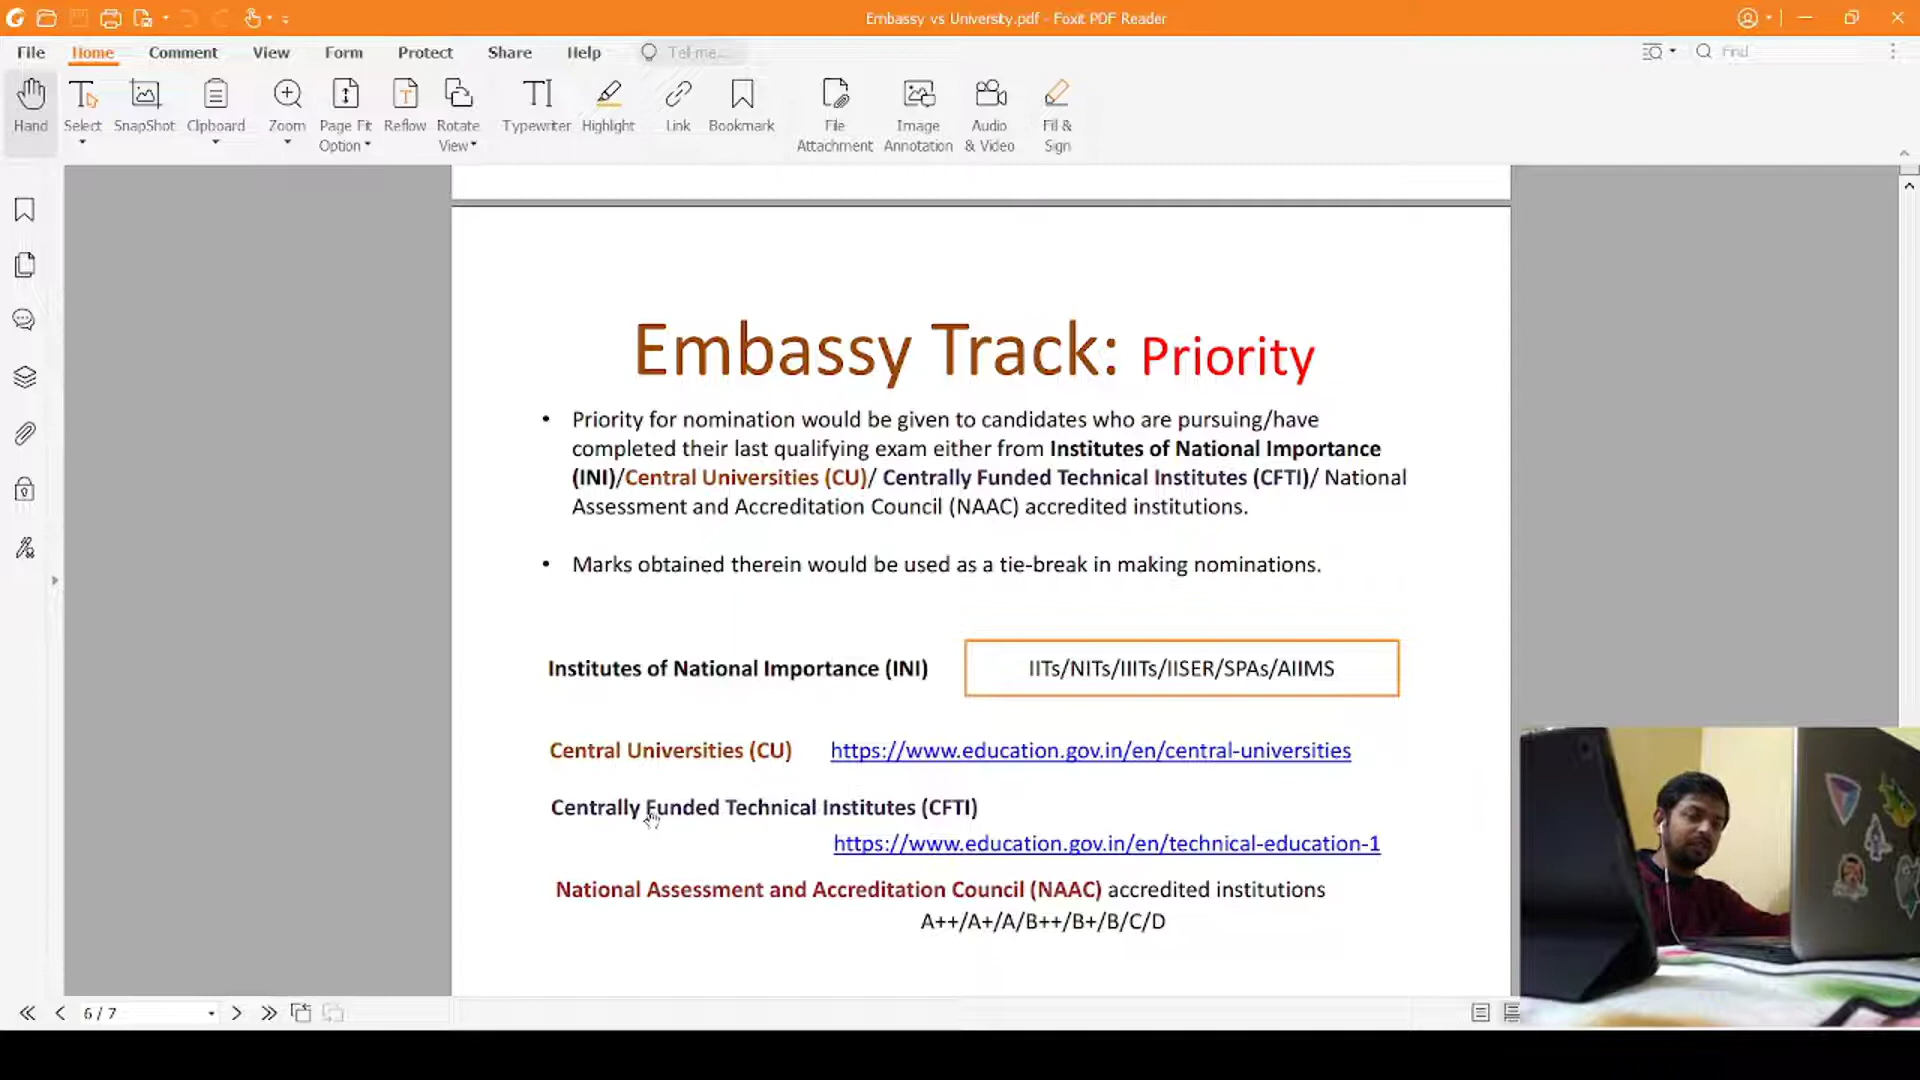 Embassy vs University.pdf - Foxit PDF Reader
File Home Comment View Form Protect Share Help Tell me... Find
Hand Select SnapShot Clipboard Zoom Page Fit Option Reflow Rotate View Typewriter Highlight Link Bookmark File Attachment Image Annotation Audio & Video Fill & Sign
Embassy Track: Priority
• Priority for nomination would be given to candidates who are pursuing/have
completed their last qualifying exam either from Institutes of National Importance
(INI)/Central Universities (CU)/ Centrally Funded Technical Institutes (CFTI)/ National
Assessment and Accreditation Council (NAAC) accredited institutions.
• Marks obtained therein would be used as a tie-break in making nominations.
Institutes of National Importance (INI) IITs/NITs/IIITs/IISER/SPAs/AIIMS
Central Universities (CU) https://www.education.gov.in/en/central-universities
Centrally Funded Technical Institutes (CFTI)
https://www.education.gov.in/en/technical-education-1
National Assessment and Accreditation Council (NAAC) accredited institutions
A++/A+/A/B++/B+/B/C/D
6 / 7